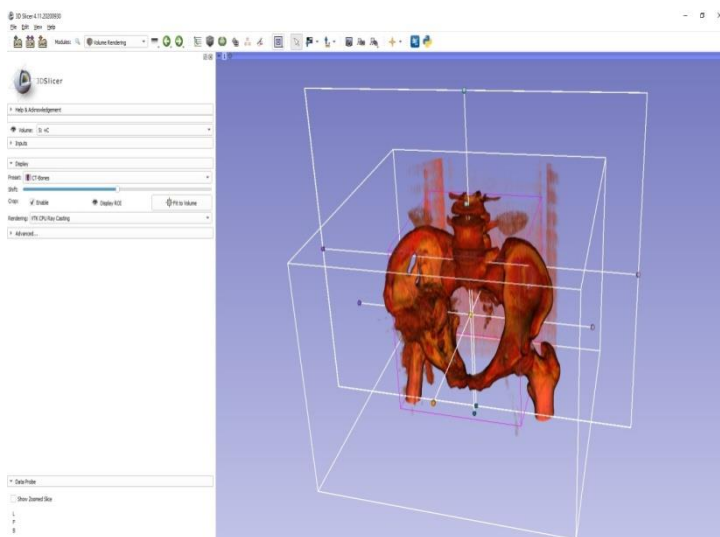 3D Slicer 4.11.20200930
File Edit View Help
Modules: Volume Rendering
3DSlicer
Help & Acknowledgement
Volume:
Inputs
Display
Preset: CT-Bones
Shift:
Crop: Enable Display ROI Fit to Volume
Rendering: VTK CPU Ray Casting
Advanced...
1
Data Probe
Show Zoomed Slice
L
F
B